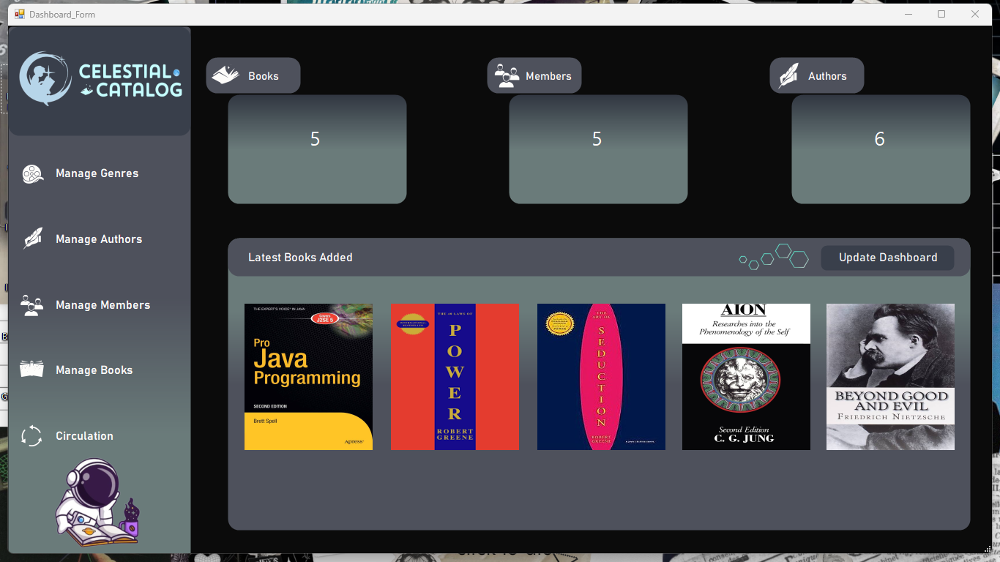 Dashboard_Form
CELESTIAL
CATALOG
Books
Members
Authors
5
5
6
Manage Genres
Manage Authors
Manage Members
Manage Books
Circulation
Latest Books Added
Update Dashboard
THE EXPERT'S VOICE® IN JAVA
Covers
J2SE 5
Pro
Java
Programming
SECOND EDITION
Brett Spell
Apress®
THE 48 LAWS OF
INTERNATIONAL
BESTSELLER
POWER
ROBERT
GREENE
THE
ART OF
SEDUCTION
ROBERT
GREENE
AION
Researches into the
Phenomenology of the Self
Second Edition
C. G. JUNG
BEYOND GOOD
AND EVIL
FRIEDRICH NIETZSCHE